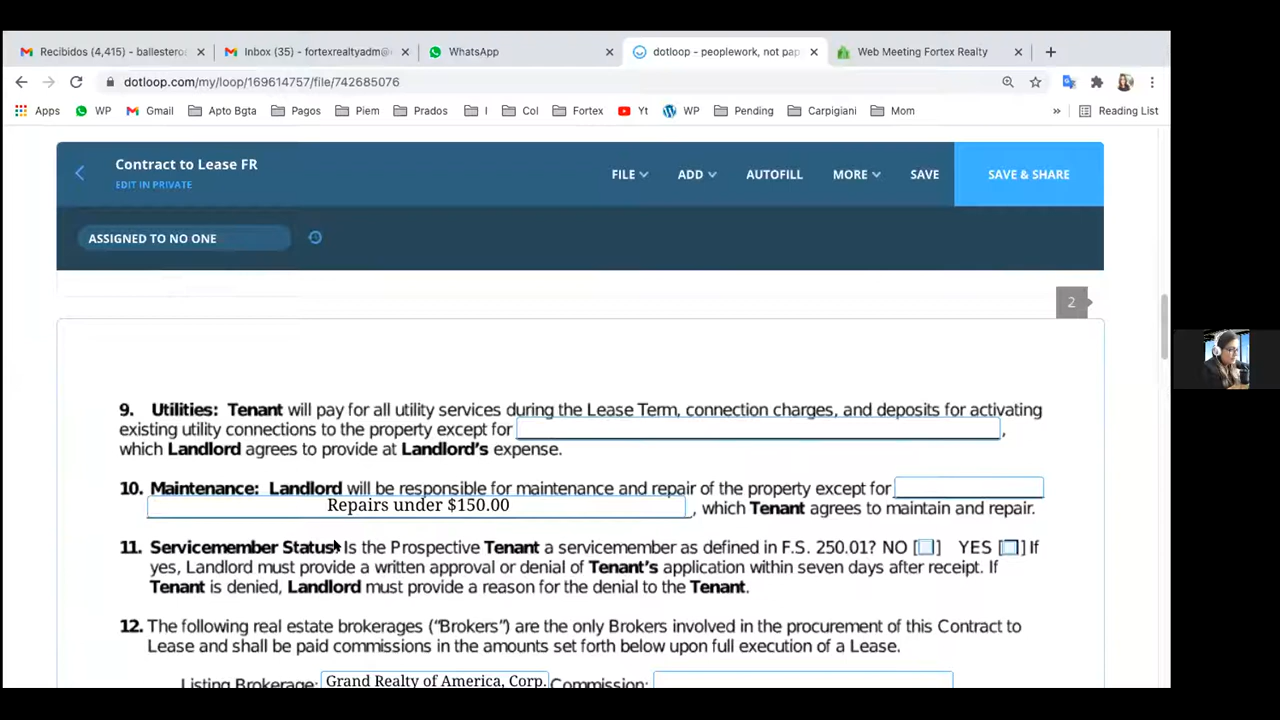 Recibidos (4,415) - ballestero
Inbox (35) - fortexrealtyadm@
WhatsApp
dotloop - peoplework, not pap
Web Meeting Fortex Realty
dotloop.com/my/loop/169614757/file/742685076
Apps WP Gmail Apto Bgta Pagos Piem Prados I Col Fortex Yt WP Pending Carpigiani Mom » Reading List
Contract to Lease FR
EDIT IN PRIVATE
FILE ADD AUTOFILL MORE SAVE SAVE & SHARE
ASSIGNED TO NO ONE
2
9. Utilities: Tenant will pay for all utility services during the Lease Term, connection charges, and deposits for activating
existing utility connections to the property except for ,
which Landlord agrees to provide at Landlord's expense.
10. Maintenance: Landlord will be responsible for maintenance and repair of the property except for
Repairs under $150.00 , which Tenant agrees to maintain and repair.
11. Servicemember Status: Is the Prospective Tenant a servicemember as defined in F.S. 250.01? NO [ ] YES [ ] If
yes, Landlord must provide a written approval or denial of Tenant's application within seven days after receipt. If
Tenant is denied, Landlord must provide a reason for the denial to the Tenant.
12. The following real estate brokerages ("Brokers") are the only Brokers involved in the procurement of this Contract to
Lease and shall be paid commissions in the amounts set forth below upon full execution of a Lease.
Listing Brokerage: Grand Realty of America, Corp. Commission: